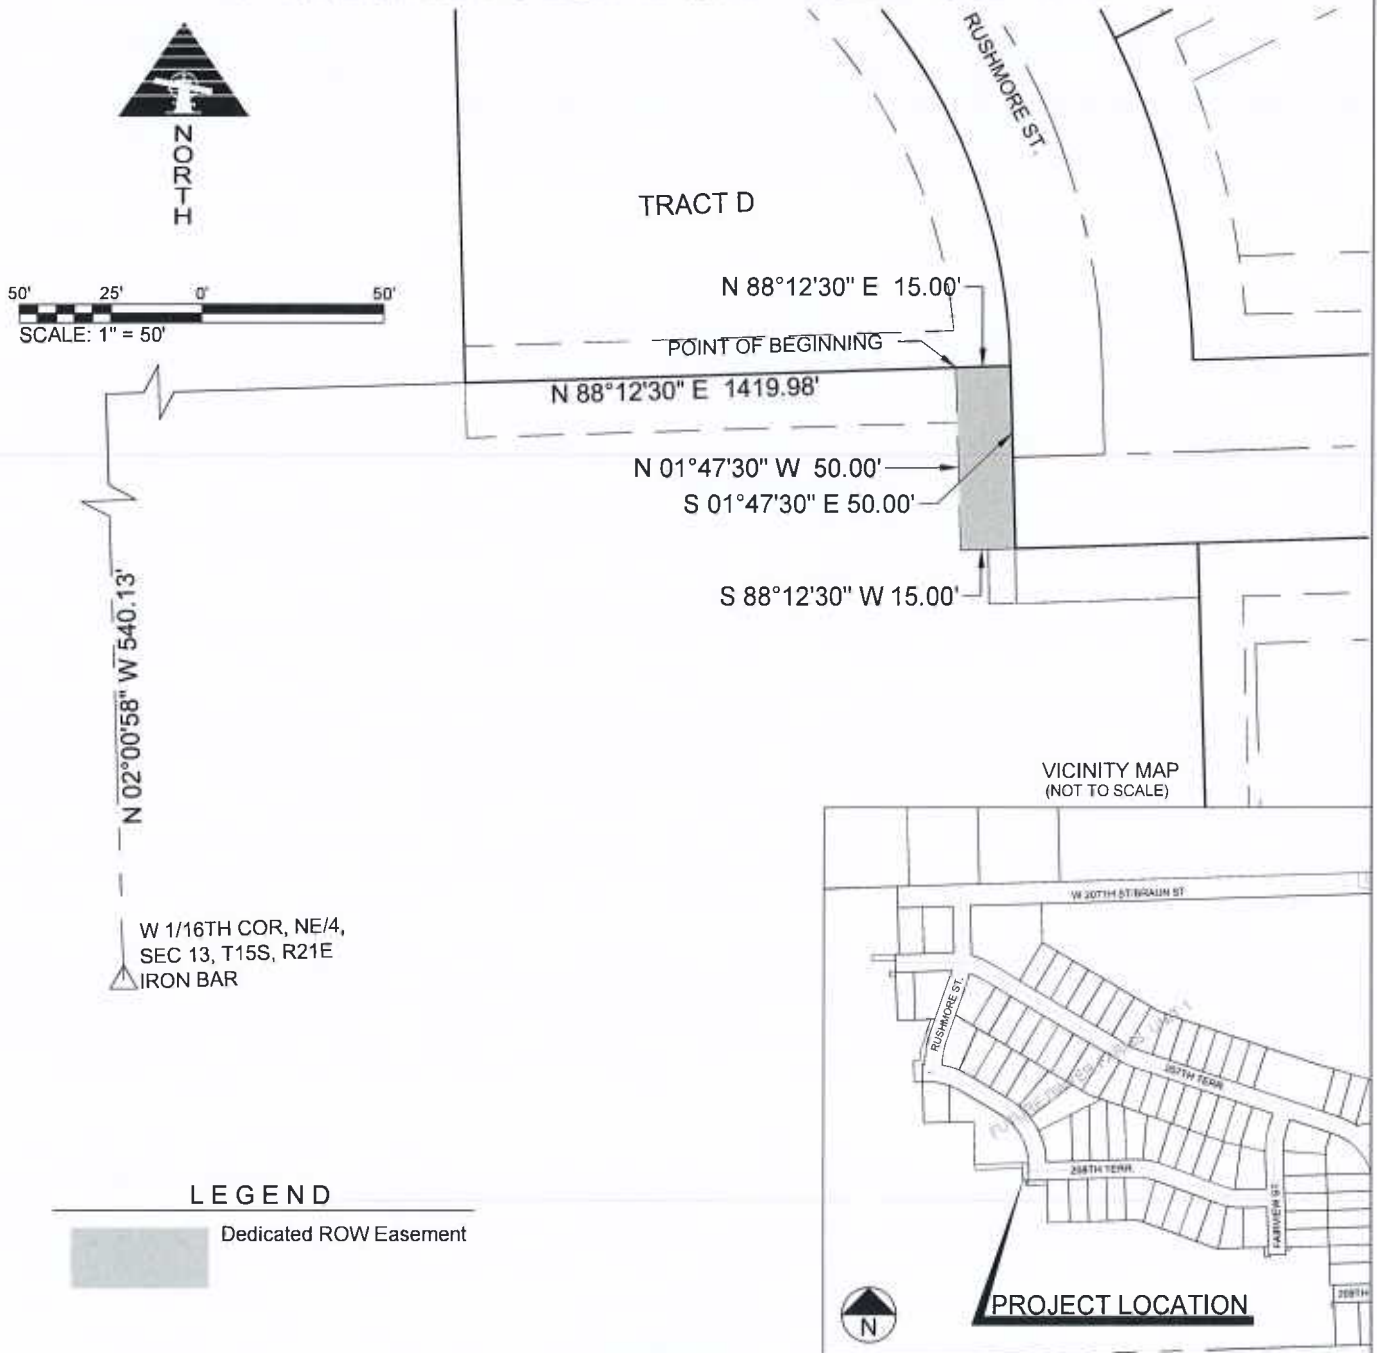 RUSHMORE ST.
NORTH
TRACT D
50' 25' 0' 50'
SCALE: 1" = 50'
N 88°12'30" E 15.00'
POINT OF BEGINNING
N 88°12'30" E 1419.98'
N 01°47'30" W 50.00'
S 01°47'30" E 50.00'
S 88°12'30" W 15.00'
N 02°00'58" W 540.13'
W 1/16TH COR, NE/4,
SEC 13, T15S, R21E
IRON BAR
VICINITY MAP
(NOT TO SCALE)
W 207TH ST/BRAUN ST
RUSHMORE ST.
207TH TERR.
208TH TERR.
FAIRVIEW ST.
209TH
PROJECT LOCATION
N
LEGEND
Dedicated ROW Easement